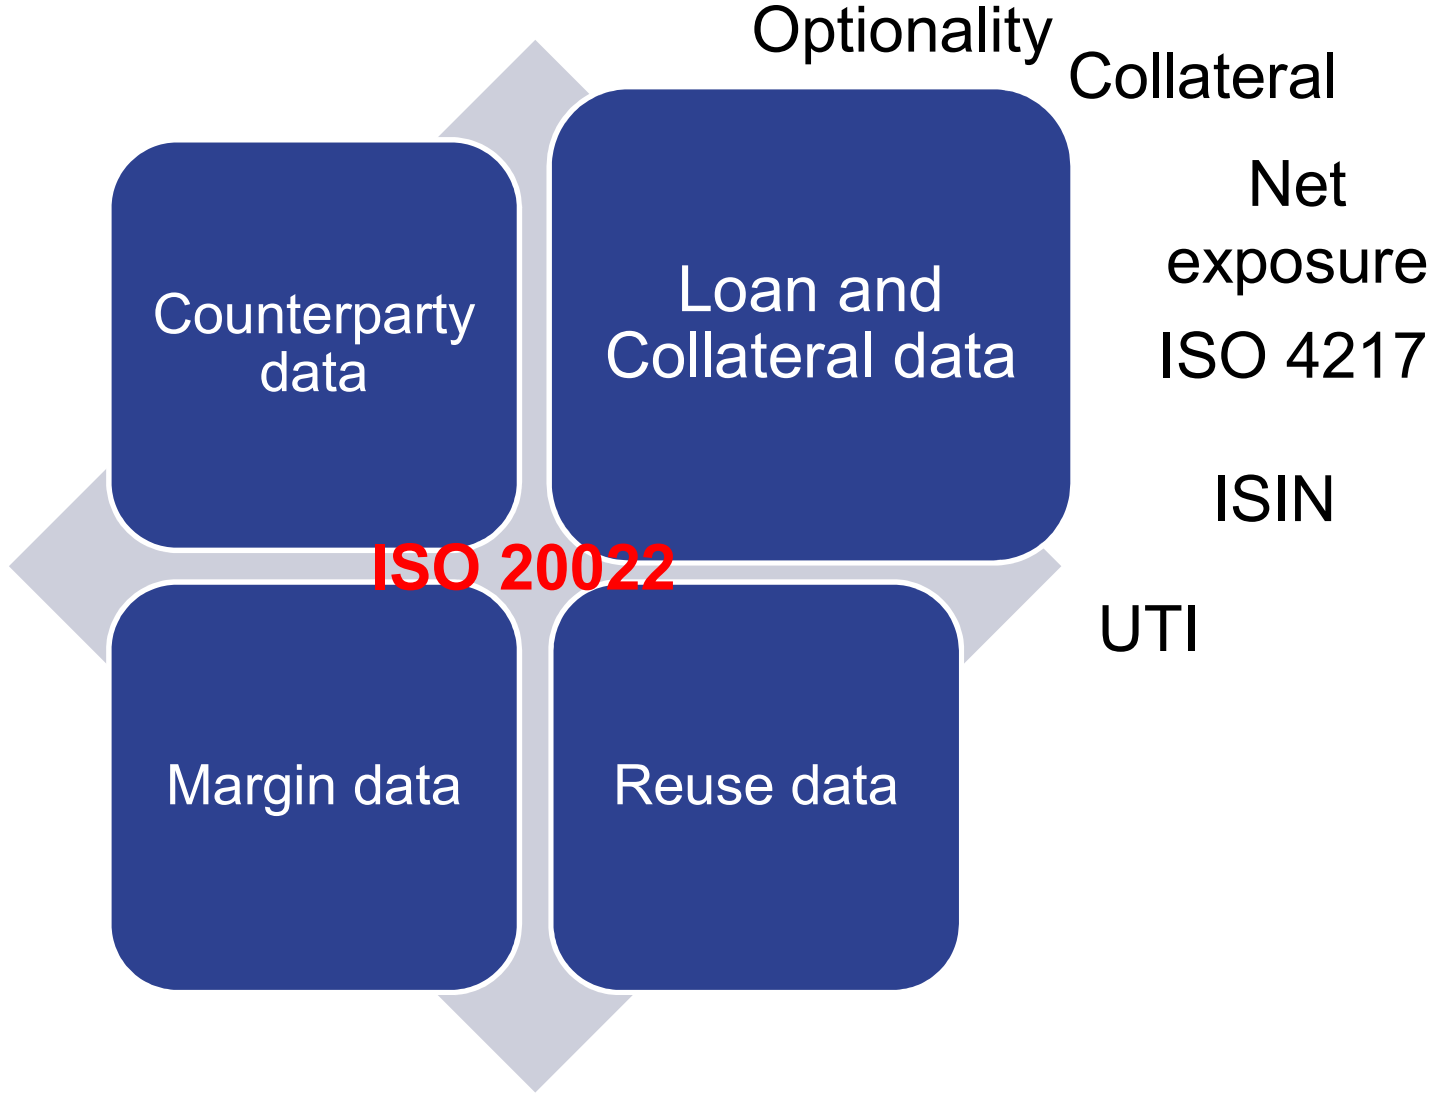 Optionality
Collateral
Net
exposure
ISO 4217
ISIN
UTI
Counterparty
data
Loan and
Collateral data
ISO 20022
Margin data
Reuse data